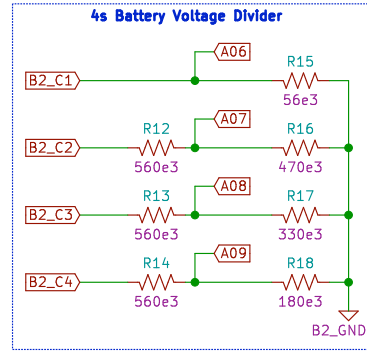 4s Battery Voltage Divider
A06
R15
B2_C1
56e3
A07
R12
R16
B2_C2
560e3
470e3
A08
R13
R17
B2_C3
560e3
330e3
A09
R14
R18
B2_C4
560e3
180e3
B2_GND